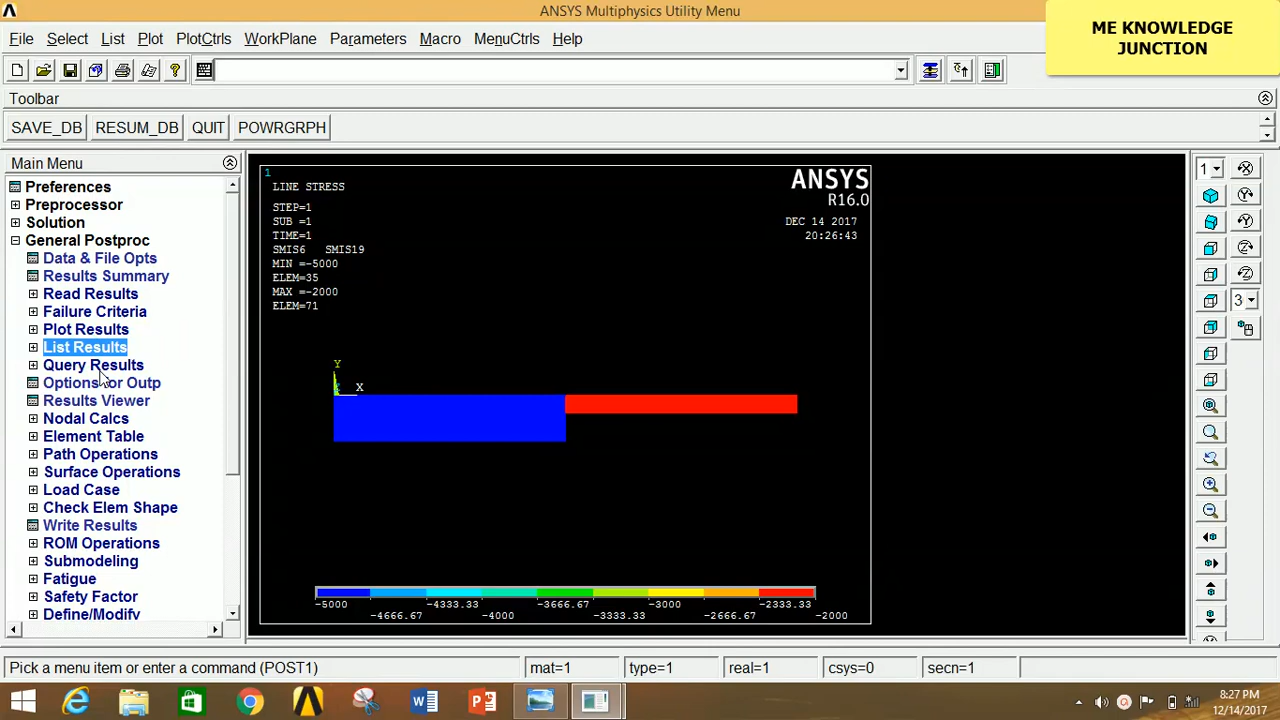 ANSYS Multiphysics Utility Menu
ME KNOWLEDGE
JUNCTION
File Select List Plot PlotCtrls WorkPlane Parameters Macro MenuCtrls Help
Toolbar
SAVE_DB RESUM_DB QUIT POWRGRPH
Main Menu
Preferences
Preprocessor
Solution
General Postproc
Data & File Opts
Results Summary
Read Results
Failure Criteria
Plot Results
List Results
Query Results
Options for Outp
Results Viewer
Nodal Calcs
Element Table
Path Operations
Surface Operations
Load Case
Check Elem Shape
Write Results
ROM Operations
Submodeling
Fatigue
Safety Factor
Define/Modify
1
LINE STRESS
STEP=1
SUB =1
TIME=1
SMIS6 SMIS19
MIN =-5000
ELEM=35
MAX =-2000
ELEM=71
ANSYS
R16.0
DEC 14 2017
20:26:43
Y
X
-5000 -4333.33 -3666.67 -3000 -2333.33
-4666.67 -4000 -3333.33 -2666.67 -2000
1
3
Pick a menu item or enter a command (POST1) mat=1 type=1 real=1 csys=0 secn=1
8:27 PM
12/14/2017